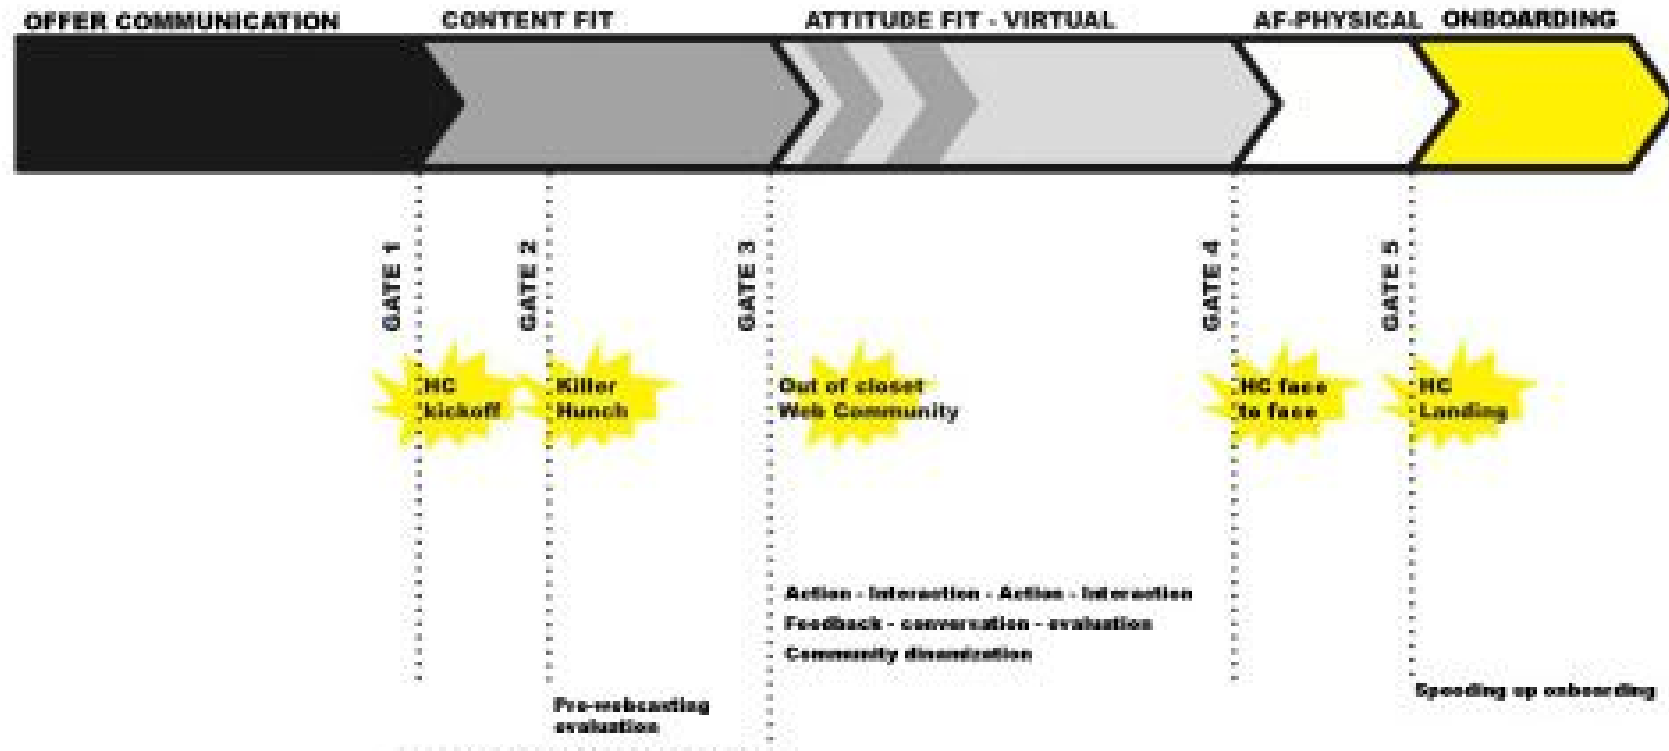 OFFER COMMUNICATION
CONTENT FIT
ATTITUDE FIT - VIRTUAL
AF-PHYSICAL
ONBOARDING
GATE 1
GATE 2
GATE 3
GATE 4
GATE 5
HC
kickoff
Killer
Hunch
Out of closet
Web Community
HC face
to face
HC
Landing
Action - Interaction - Action - Interaction
Feedback - conversation - evaluation
Community dinamization
Pre-webcasting
evaluation
Speeding up onboarding